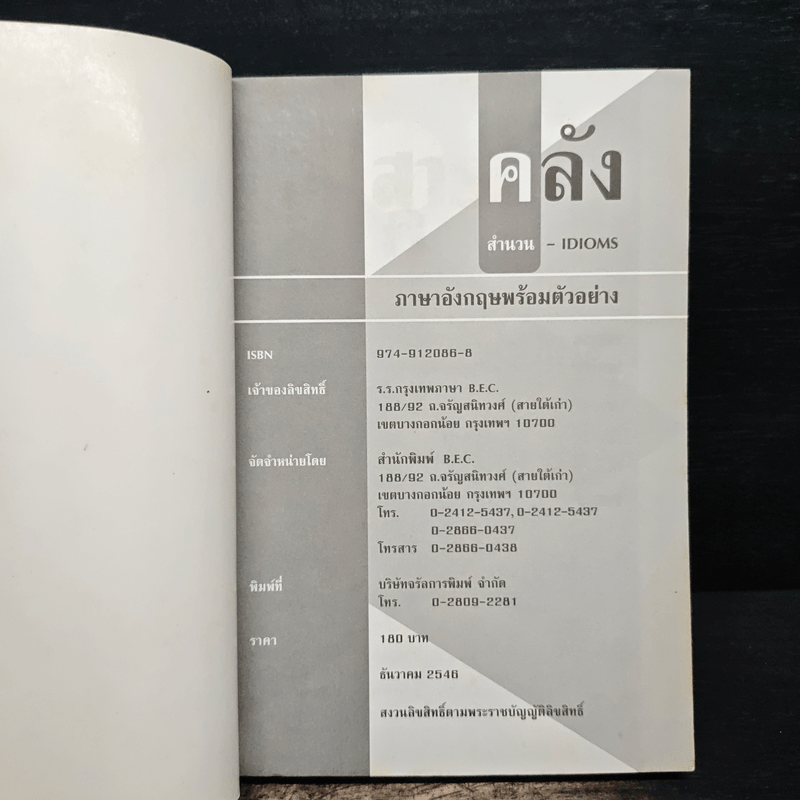 คลัง
สำนวน - IDIOMS
ภาษาอังกฤษพร้อมตัวอย่าง
ISBN 974-912086-8
เจ้าของลิขสิทธิ์ ร.ร.กรุงเทพภาษา B.E.C.
188/92 ถ.จรัญสนิทวงศ์ (สายใต้เก่า)
เขตบางกอกน้อย กรุงเทพฯ 10700
จัดจำหน่ายโดย สำนักพิมพ์ B.E.C.
188/92 ถ.จรัญสนิทวงศ์ (สายใต้เก่า)
เขตบางกอกน้อย กรุงเทพฯ 10700
โทร. 0-2412-5437, 0-2412-5437
0-2866-0437
โทรสาร 0-2866-0438
พิมพ์ที่ บริษัทจรัลการพิมพ์ จำกัด
โทร. 0-2809-2281
ราคา 180 บาท
ธันวาคม 2546
สงวนลิขสิทธิ์ตามพระราชบัญญัติลิขสิทธิ์